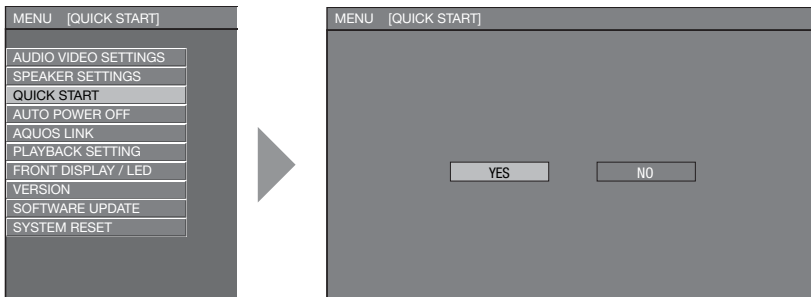 MENU [QUICK START]
AUDIO VIDEO SETTINGS
SPEAKER SETTINGS
QUICK START
AUTO POWER OFF
AQUOS LINK
PLAYBACK SETTING
FRONT DISPLAY / LED
VERSION
SOFTWARE UPDATE
SYSTEM RESET
MENU [QUICK START]
YES NO